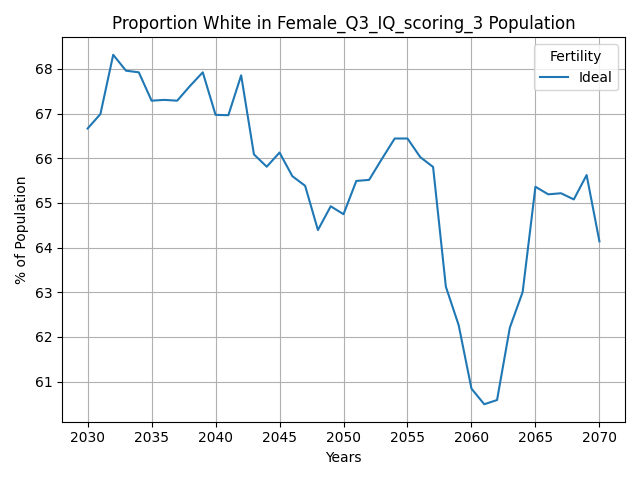 Proportion White in Female_Q3_IQ_scoring_3 Population
Fertility
Ideal
% of Population
68
67
66
65
64
63
62
61
2030 2035 2040 2045 2050 2055 2060 2065 2070
Years